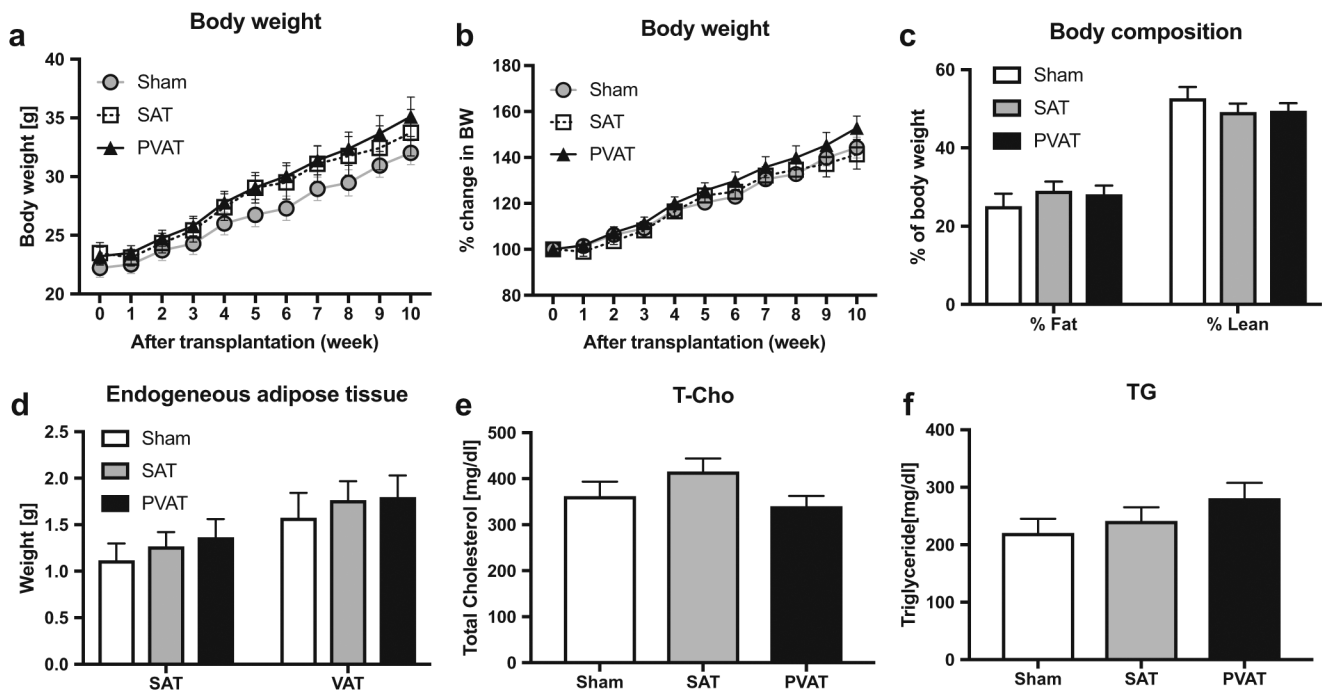 a
Body weight
Body weight [g]
40
35
30
25
20
Sham
SAT
PVAT
0 1 2 3 4 5 6 7 8 9 10
After transplantation (week)
b
Body weight
% change in BW
180
160
140
120
100
80
Sham
SAT
PVAT
0 1 2 3 4 5 6 7 8 9 10
After transplantation (week)
c
Body composition
% of body weight
60
40
20
0
Sham
SAT
PVAT
% Fat % Lean
d
Endogeneous adipose tissue
Weight [g]
2.5
2.0
1.5
1.0
0.5
0.0
Sham
SAT
PVAT
SAT VAT
e
T-Cho
Total Cholesterol [mg/dl]
500
400
300
200
100
0
Sham SAT PVAT
f
TG
Triglyceride[mg/dl]
400
300
200
100
0
Sham SAT PVAT